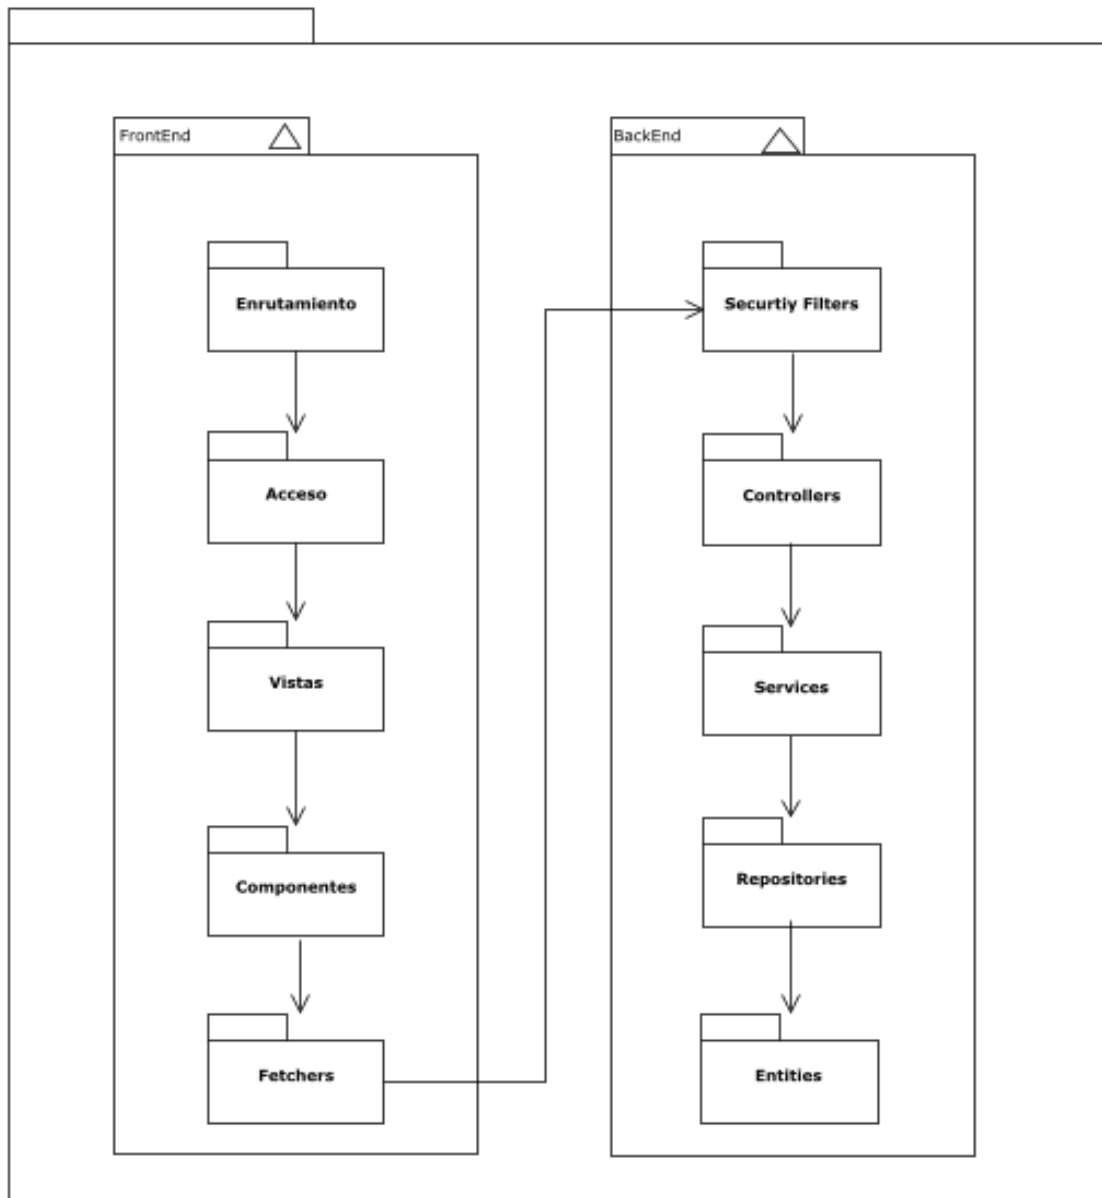 FrontEnd
Enrutamiento
Acceso
Vistas
Componentes
Fetchers
BackEnd
Securtiy Filters
Controllers
Services
Repositories
Entities